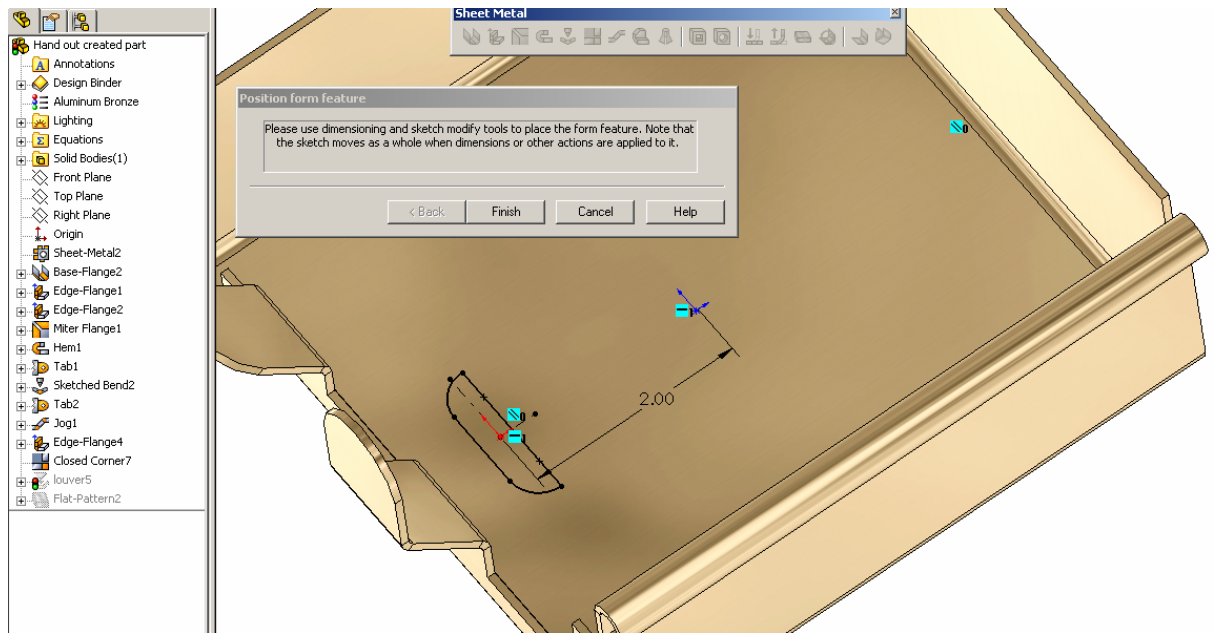 Sheet Metal
Hand out created part
Annotations
Design Binder
Aluminum Bronze
Lighting
Equations
Solid Bodies(1)
Front Plane
Top Plane
Right Plane
Origin
Sheet-Metal2
Base-Flange2
Edge-Flange1
Edge-Flange2
Miter Flange1
Hem1
Tab1
Sketched Bend2
Tab2
Jog1
Edge-Flange4
Closed Corner7
louver5
Flat-Pattern2
Position form feature
Please use dimensioning and sketch modify tools to place the form feature. Note that
the sketch moves as a whole when dimensions or other actions are applied to it.
< Back Finish Cancel Help
0
2.00
0